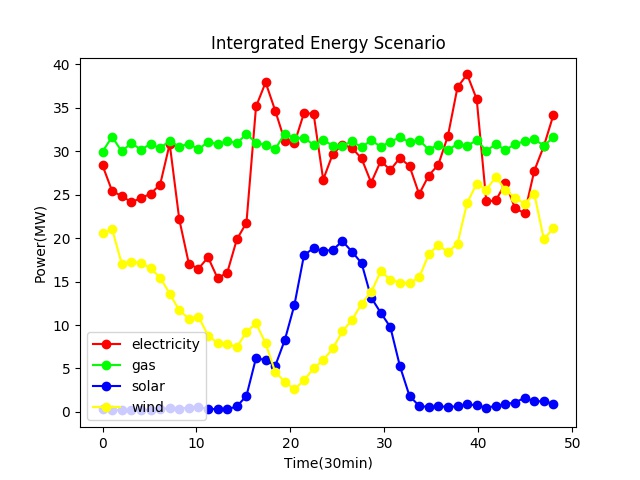 Intergrated Energy Scenario
Power(MW)
40
35
30
25
20
15
10
5
0
electricity
gas
solar
wind
0 10 20 30 40 50
Time(30min)